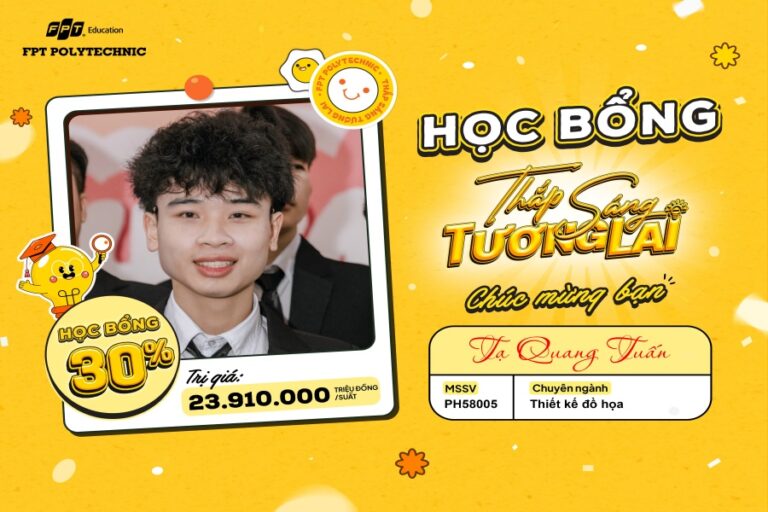 FPT Education
FPT POLYTECHNIC
FPT POLYTECHNIC • THẮP SÁNG TƯƠNG LAI •
HỌC BỔNG
Thắp Sáng
TƯƠNG LAI
Chúc mừng bạn
Tạ Quang Tuấn
MSSV
PH58005
Chuyên ngành
Thiết kế đồ họa
HỌC BỔNG
30%
Trị giá:
23.910.000 TRIỆU ĐỒNG
/SUẤT